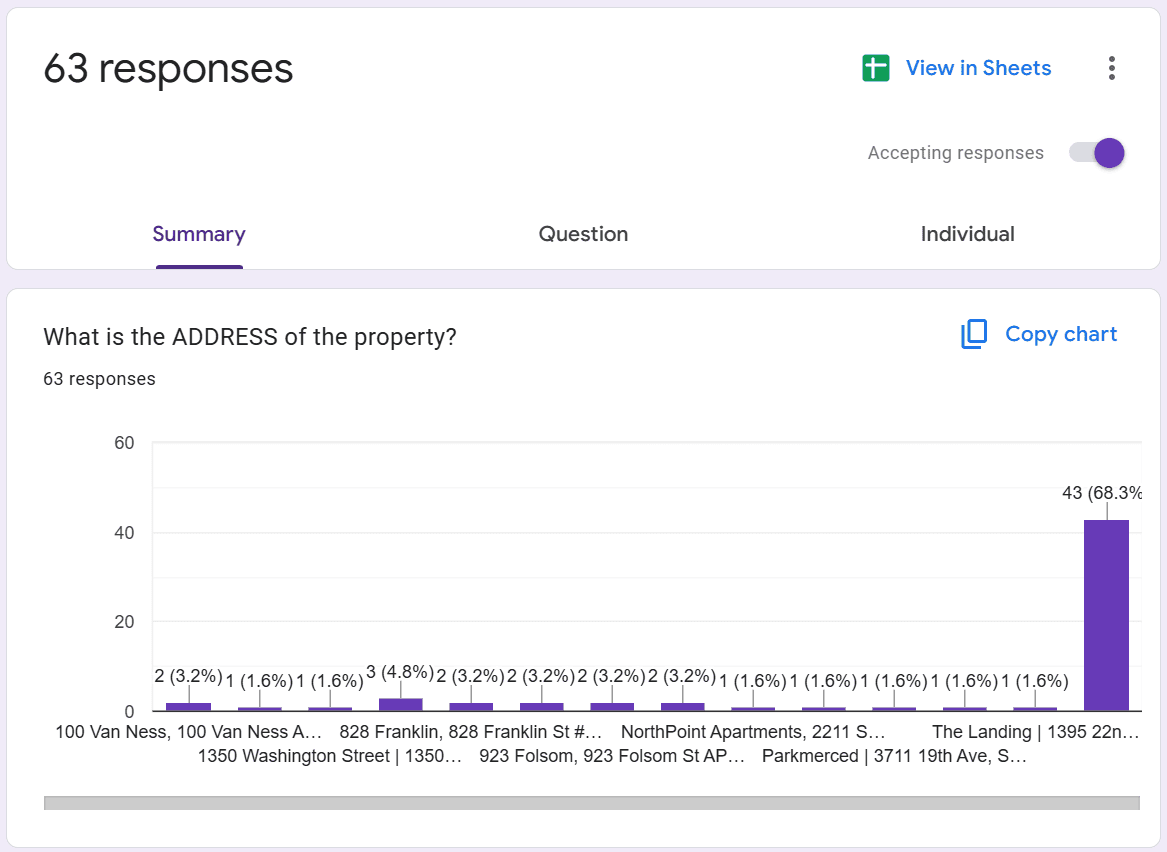 63 responses
View in Sheets
Accepting responses
Summary
Question
Individual
What is the ADDRESS of the property?
Copy chart
63 responses
60
40
20
0
2 (3.2%)
1 (1.6%)
1 (1.6%)
3 (4.8%)
2 (3.2%)
2 (3.2%)
2 (3.2%)
2 (3.2%)
1 (1.6%)
1 (1.6%)
1 (1.6%)
1 (1.6%)
1 (1.6%)
43 (68.3%
100 Van Ness, 100 Van Ness A…
828 Franklin, 828 Franklin St #…
NorthPoint Apartments, 2211 S…
The Landing | 1395 22n…
1350 Washington Street | 1350…
923 Folsom, 923 Folsom St AP…
Parkmerced | 3711 19th Ave, S…